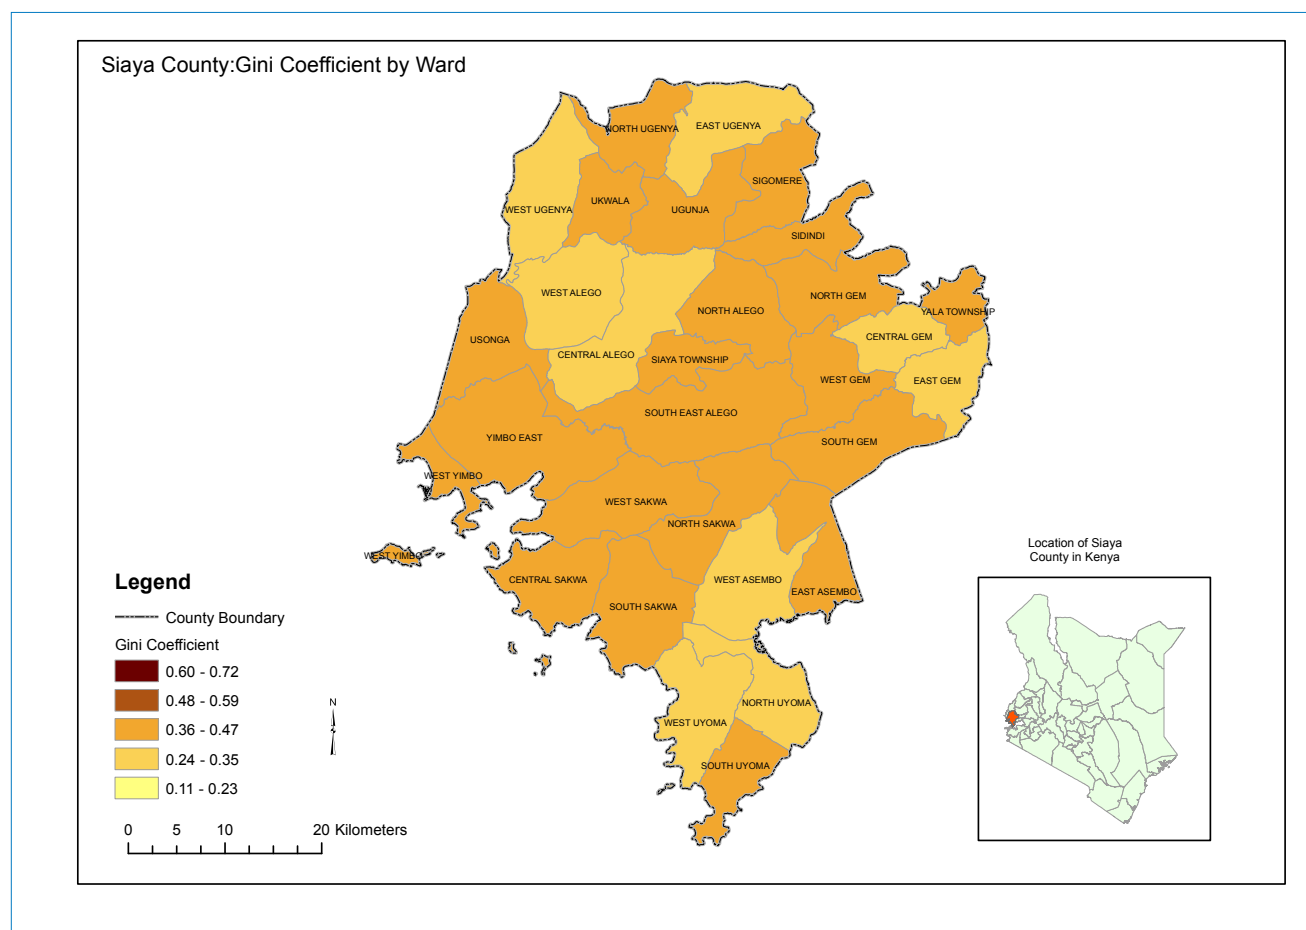 Siaya County:Gini Coefficient by Ward
NORTH UGENYA
EAST UGENYA
SIGOMERE
UKWALA
WEST UGENYA
UGUNJA
SIDINDI
WEST ALEGO
NORTH GEM
NORTH ALEGO
YALA TOWNSHIP
USONGA
CENTRAL GEM
CENTRAL ALEGO
SIAYA TOWNSHIP
WEST GEM
EAST GEM
SOUTH EAST ALEGO
YIMBO EAST
SOUTH GEM
WEST YIMBO
WEST SAKWA
NORTH SAKWA
WEST YIMBO
CENTRAL SAKWA
WEST ASEMBO
EAST ASEMBO
SOUTH SAKWA
NORTH UYOMA
WEST UYOMA
SOUTH UYOMA
Location of Siaya
County in Kenya
Legend
County Boundary
Gini Coefficient
0.60 - 0.72
0.48 - 0.59
0.36 - 0.47
0.24 - 0.35
0.11 - 0.23
N
0 5 10 20 Kilometers